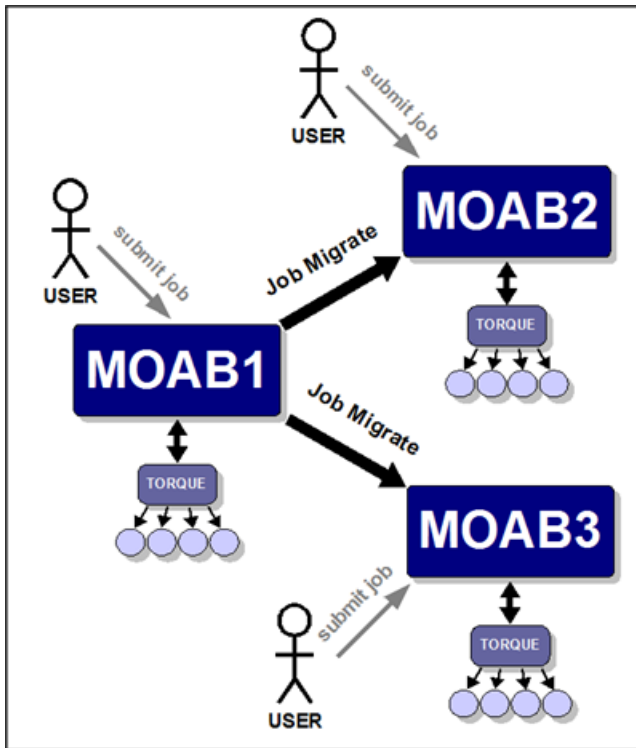 submit job
USER
MOAB2
submit job
USER
Job Migrate
TORQUE
MOAB1
Job Migrate
TORQUE
MOAB3
submit job
USER
TORQUE